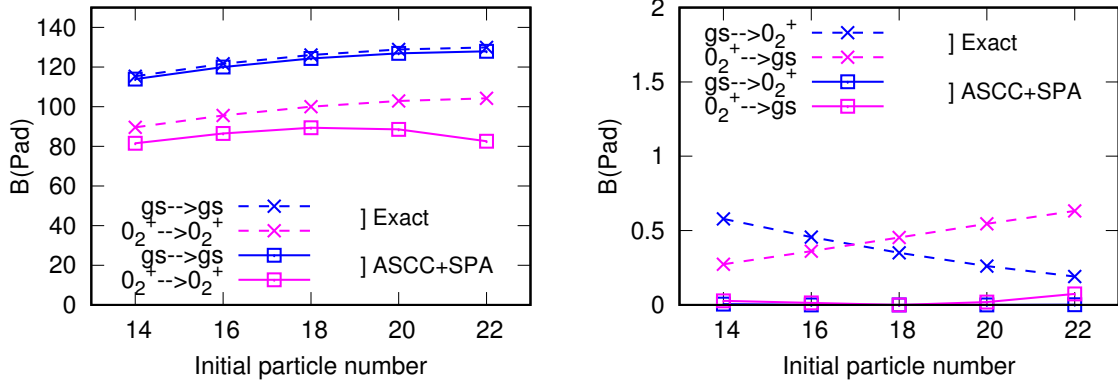 140
120
100
80
60
40
20
0
B(Pad)
gs-->gs
0₂⁺-->0₂⁺
] Exact
gs-->gs
0₂⁺-->0₂⁺
] ASCC+SPA
14 16 18 20 22
Initial particle number
2
1.5
1
0.5
0
B(Pad)
gs-->0₂⁺
0₂⁺-->gs
] Exact
gs-->0₂⁺
0₂⁺-->gs
] ASCC+SPA
14 16 18 20 22
Initial particle number